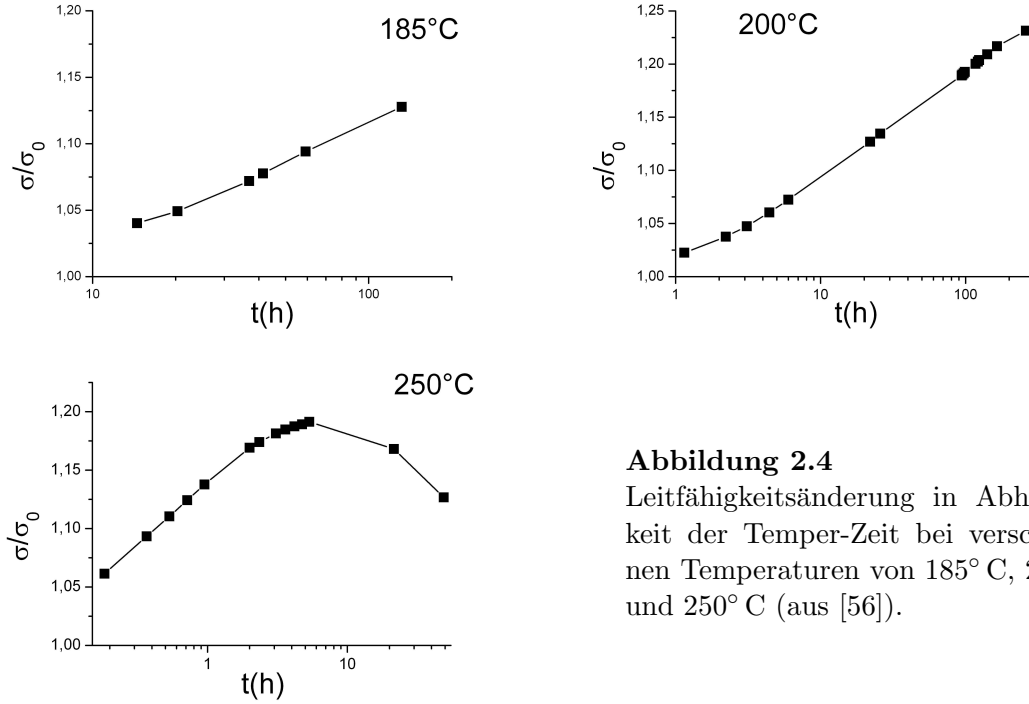 185°C
1,20
1,15
1,10
1,05
1,00
σ/σ0
10 100
t(h)
200°C
1,25
1,20
1,15
1,10
1,05
1,00
σ/σ0
1 10 100
t(h)
250°C
1,20
1,15
1,10
1,05
1,00
σ/σ0
1 10
t(h)
Abbildung 2.4
Leitfähigkeitsänderung in Abh
keit der Temper-Zeit bei versc
nen Temperaturen von 185° C, 2
und 250° C (aus [56]).